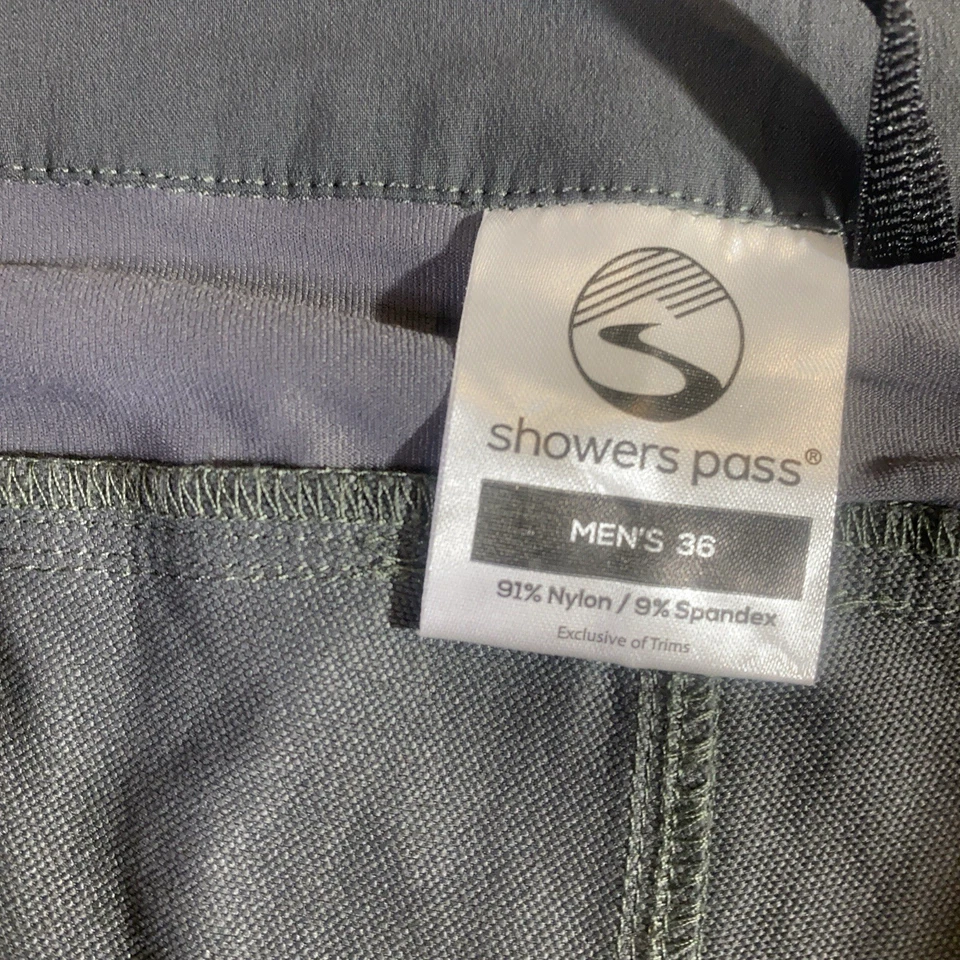 showers pass®
MEN'S 36
91% Nylon / 9% Spandex
Exclusive of Trims